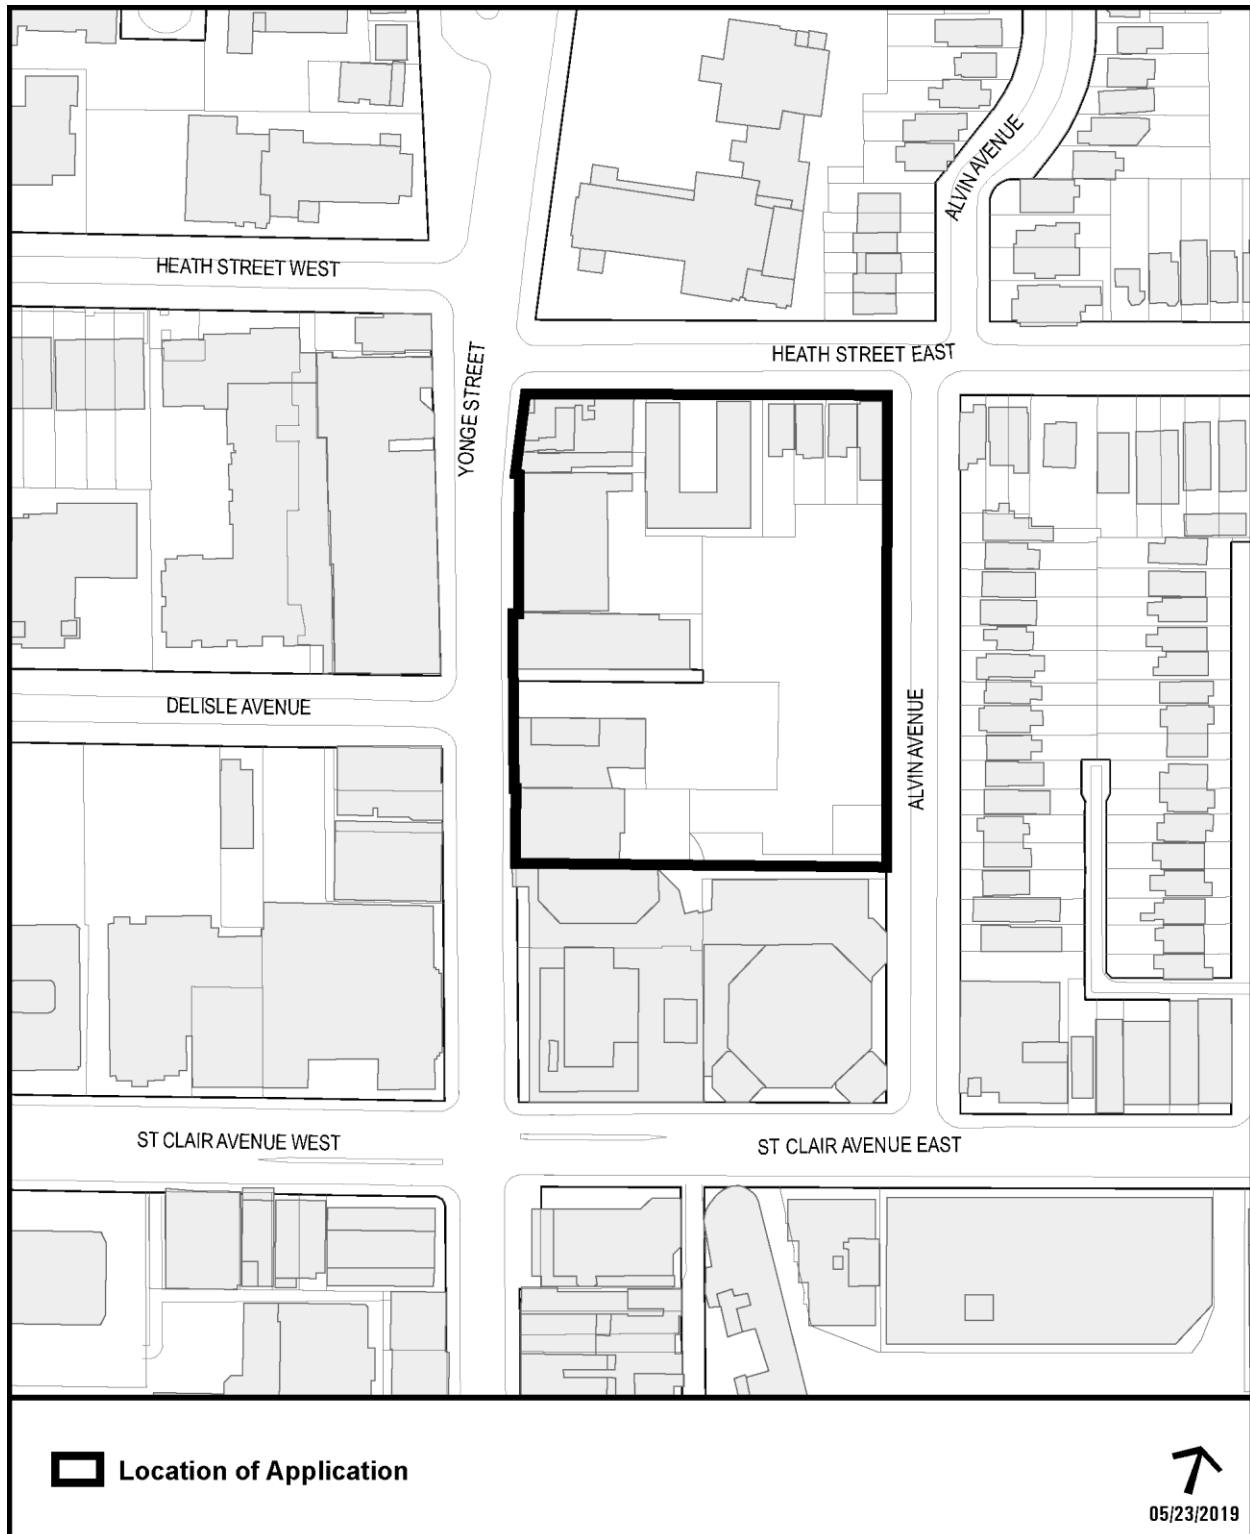 ALVIN AVENUE
HEATH STREET WEST
HEATH STREET EAST
YONGE STREET
DELISLE AVENUE
ALVIN AVENUE
ST CLAIR AVENUE WEST
ST CLAIR AVENUE EAST
Location of Application
05/23/2019